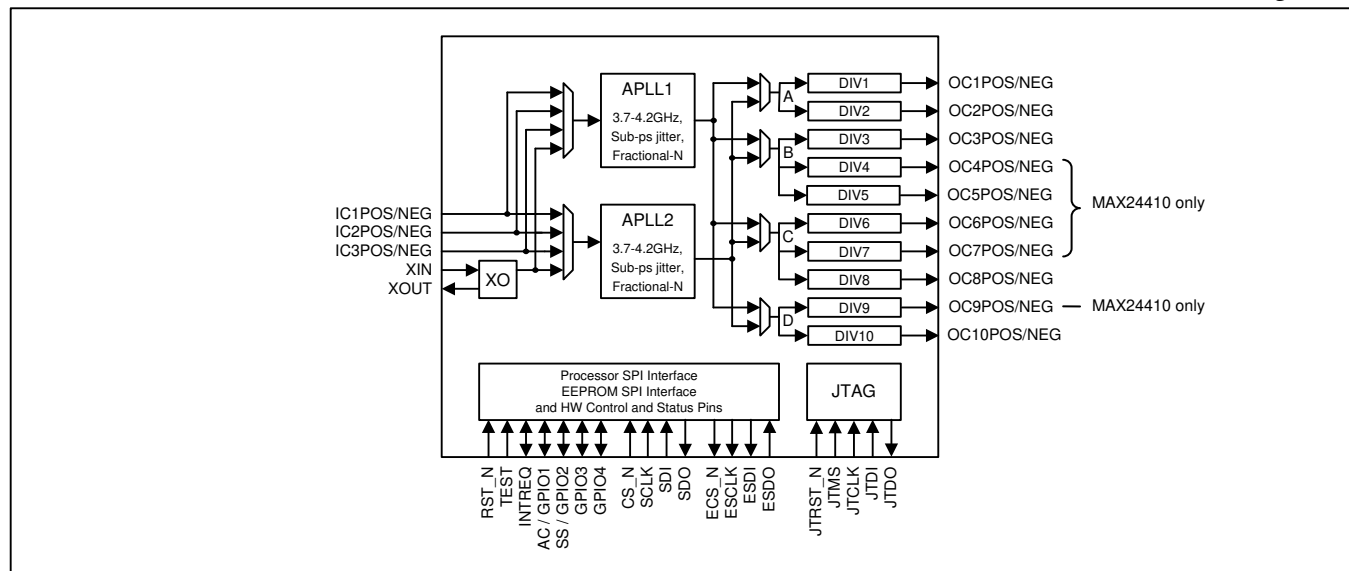 APLL1
3.7-4.2GHz,
Sub-ps jitter,
Fractional-N
APLL2
3.7-4.2GHz,
Sub-ps jitter,
Fractional-N
IC1POS/NEG
IC2POS/NEG
IC3POS/NEG
XIN
XOUT
XO
A
B
C
D
DIV1
DIV2
DIV3
DIV4
DIV5
DIV6
DIV7
DIV8
DIV9
DIV10
OC1POS/NEG
OC2POS/NEG
OC3POS/NEG
OC4POS/NEG
OC5POS/NEG
OC6POS/NEG
OC7POS/NEG
OC8POS/NEG
OC9POS/NEG
OC10POS/NEG
MAX24410 only
MAX24410 only
Processor SPI Interface
EEPROM SPI Interface
and HW Control and Status Pins
JTAG
RST_N
TEST
INTREQ
AC / GPIO1
SS / GPIO2
GPIO3
GPIO4
CS_N
SCLK
SDI
SDO
ECS_N
ESCLK
ESDI
ESDO
JTRST_N
JTMS
JTCLK
JTDI
JTDO